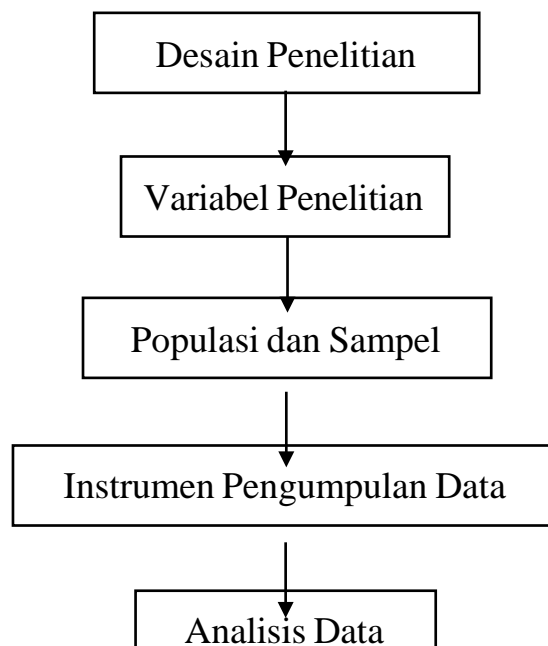 Desain Penelitian
Variabel Penelitian
Populasi dan Sampel
Instrumen Pengumpulan Data
Analisis Data